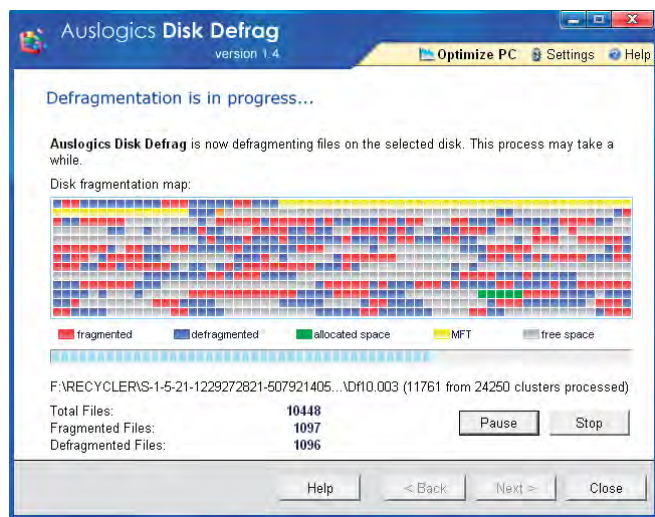 Auslogics Disk Defrag
version 1.4
Optimize PC Settings Help
Defragmentation is in progress...
Auslogics Disk Defrag is now defragmenting files on the selected disk. This process may take a
while.
Disk fragmentation map:
fragmented defragmented allocated space MFT free space
F:\RECYCLER\S-1-5-21-1229272821-507921405...\Df10.003 (11761 from 24250 clusters processed)
Total Files: 10448
Fragmented Files: 1097
Defragmented Files: 1096
Pause Stop
Help < Back Next > Close